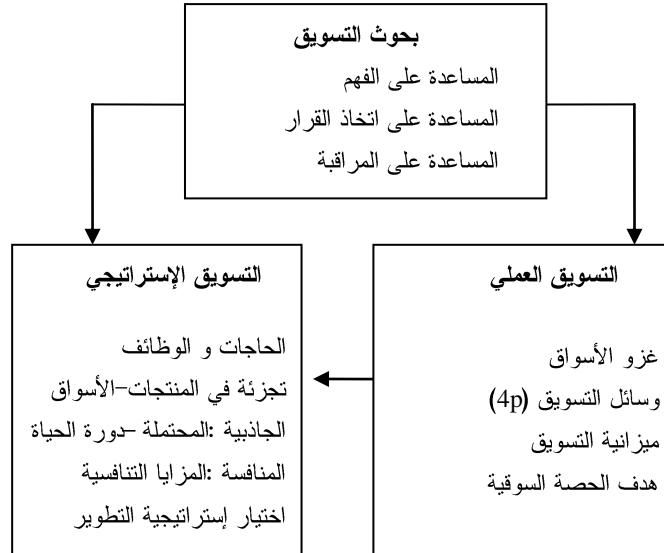 بحوث التسويق
المساعدة على الفهم
المساعدة على اتخاذ القرار
المساعدة على المراقبة
التسويق العملي
غزو الأسواق
وسائل التسويق (4p)
ميزانية التسويق
هدف الحصة السوقية
التسويق الإستراتيجي
الحاجات و الوظائف
تجزئة في المنتجات-الأسواق
الجاذبية :المحتملة -دورة الحياة
المنافسة :المزايا التنافسية
اختيار إستراتيجية التطوير